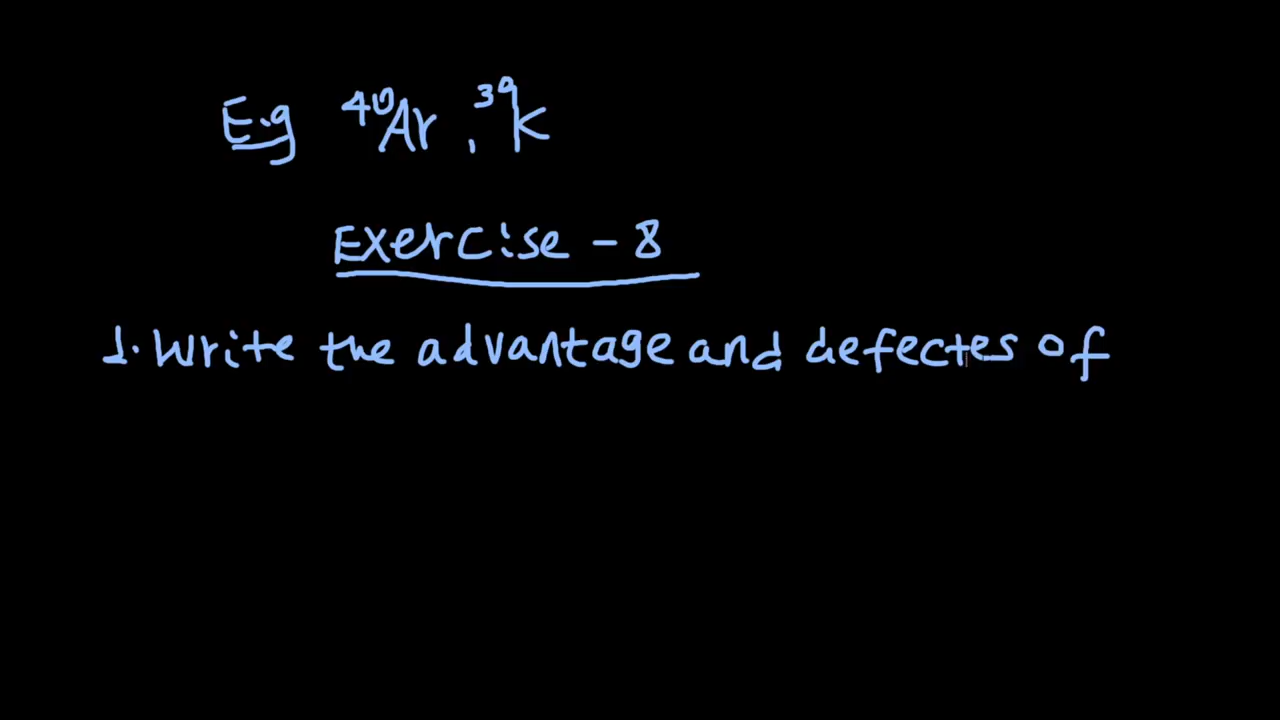 E.g ⁴⁰Ar, ³⁹K
Exercise - 8
1. Write the advantage and defectes of